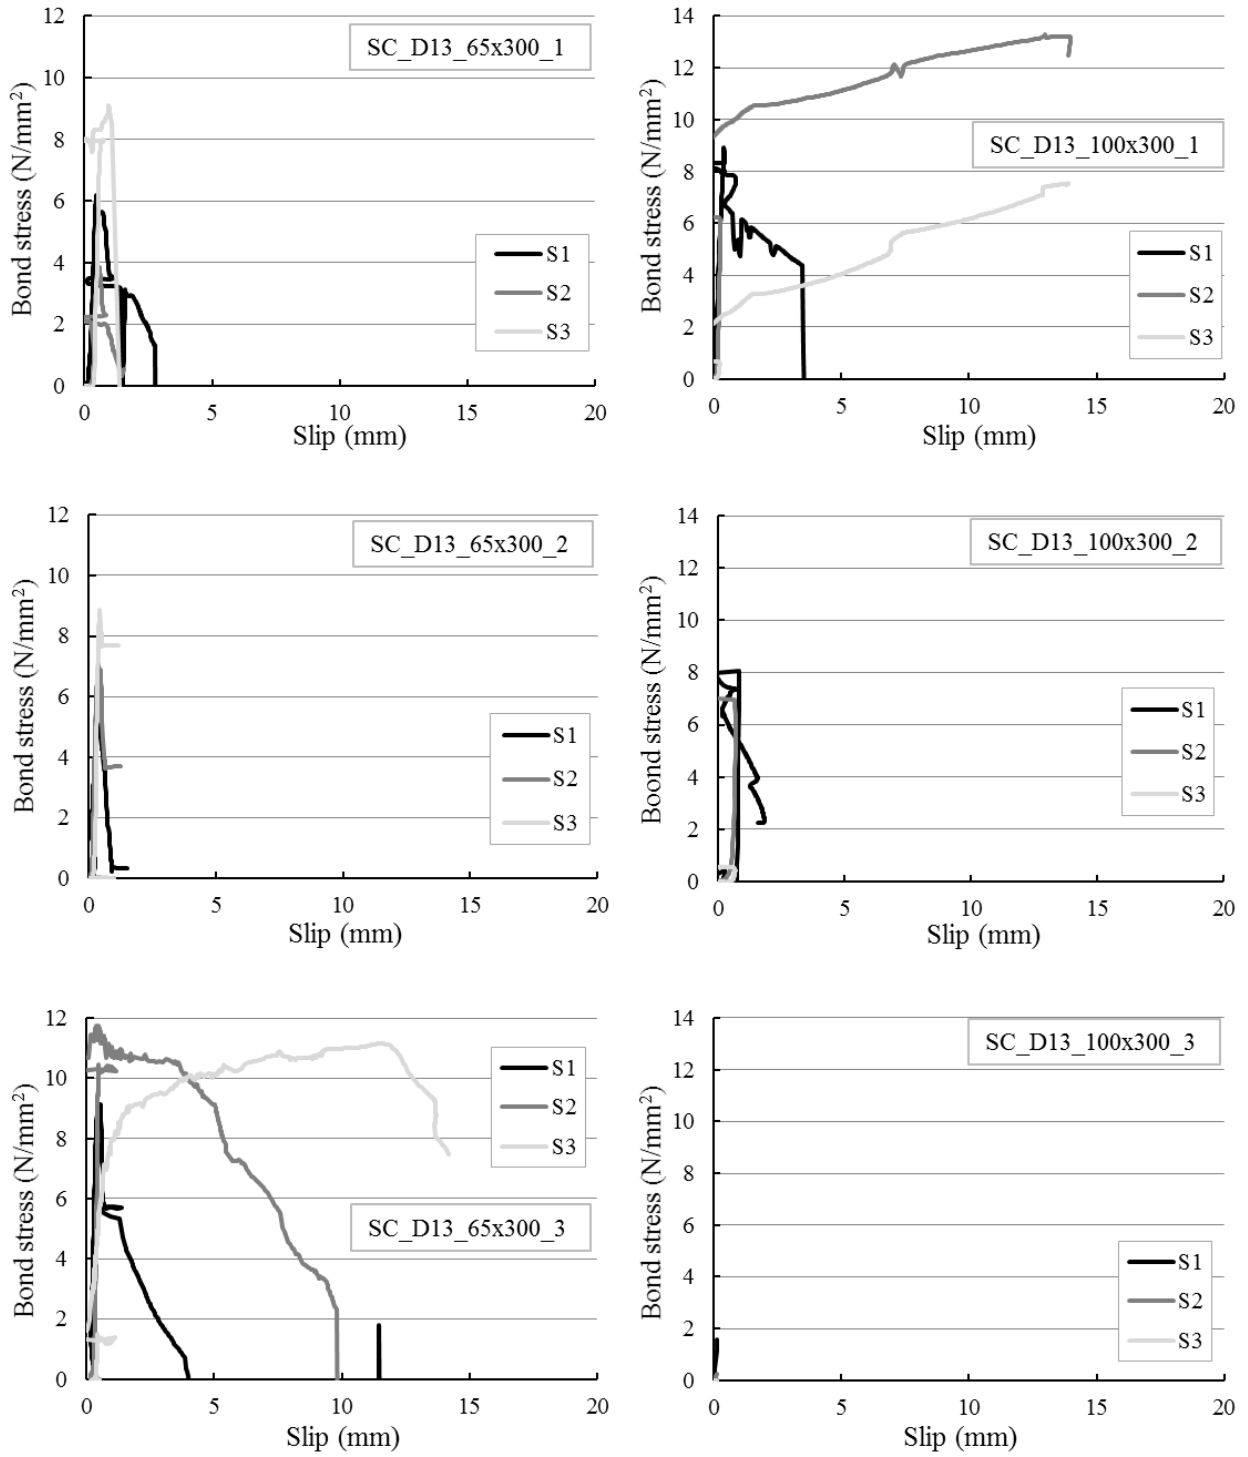 SC_D13_65x300_1
Bond stress (N/mm²)
12
10
8
6
4
2
0
S1
S2
S3
0 5 10 15 20
Slip (mm)
SC_D13_100x300_1
Bond stress (N/mm²)
14
12
10
8
6
4
2
0
S1
S2
S3
0 5 10 15 20
Slip (mm)
SC_D13_65x300_2
Bond stress (N/mm²)
12
10
8
6
4
2
0
S1
S2
S3
0 5 10 15 20
Slip (mm)
SC_D13_100x300_2
Boond stress (N/mm²)
14
12
10
8
6
4
2
0
S1
S2
S3
0 5 10 15 20
Slip (mm)
Bond stress (N/mm²)
12
10
8
6
4
2
0
S1
S2
S3
SC_D13_65x300_3
0 5 10 15 20
Slip (mm)
SC_D13_100x300_3
Bond stress (N/mm²)
14
12
10
8
6
4
2
0
S1
S2
S3
0 5 10 15 20
Slip (mm)